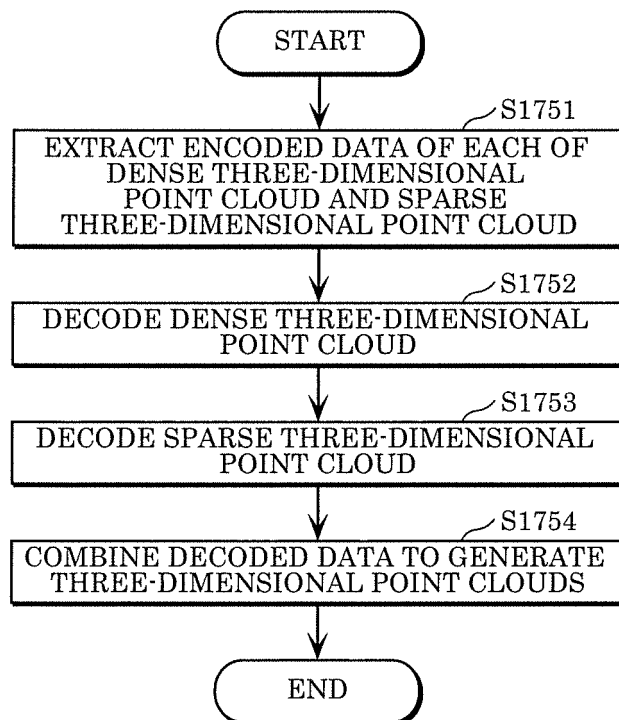 START
S1751
EXTRACT ENCODED DATA OF EACH OF
DENSE THREE-DIMENSIONAL
POINT CLOUD AND SPARSE
THREE-DIMENSIONAL POINT CLOUD
S1752
DECODE DENSE THREE-DIMENSIONAL
POINT CLOUD
S1753
DECODE SPARSE THREE-DIMENSIONAL
POINT CLOUD
S1754
COMBINE DECODED DATA TO GENERATE
THREE-DIMENSIONAL POINT CLOUDS
END